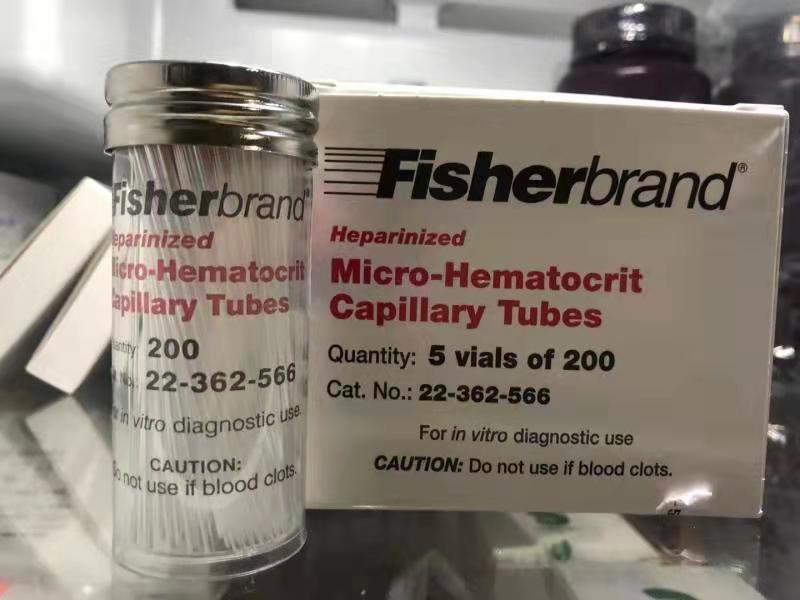 Fisherbrand
Heparinized
Micro-Hematocrit
Capillary Tubes
200
22-362-566
in vitro diagnostic use.
CAUTION:
not use if blood clots.
Fisherbrand®
Heparinized
Micro-Hematocrit
Capillary Tubes
Quantity: 5 vials of 200
Cat. No.: 22-362-566
For in vitro diagnostic use
CAUTION: Do not use if blood clots.